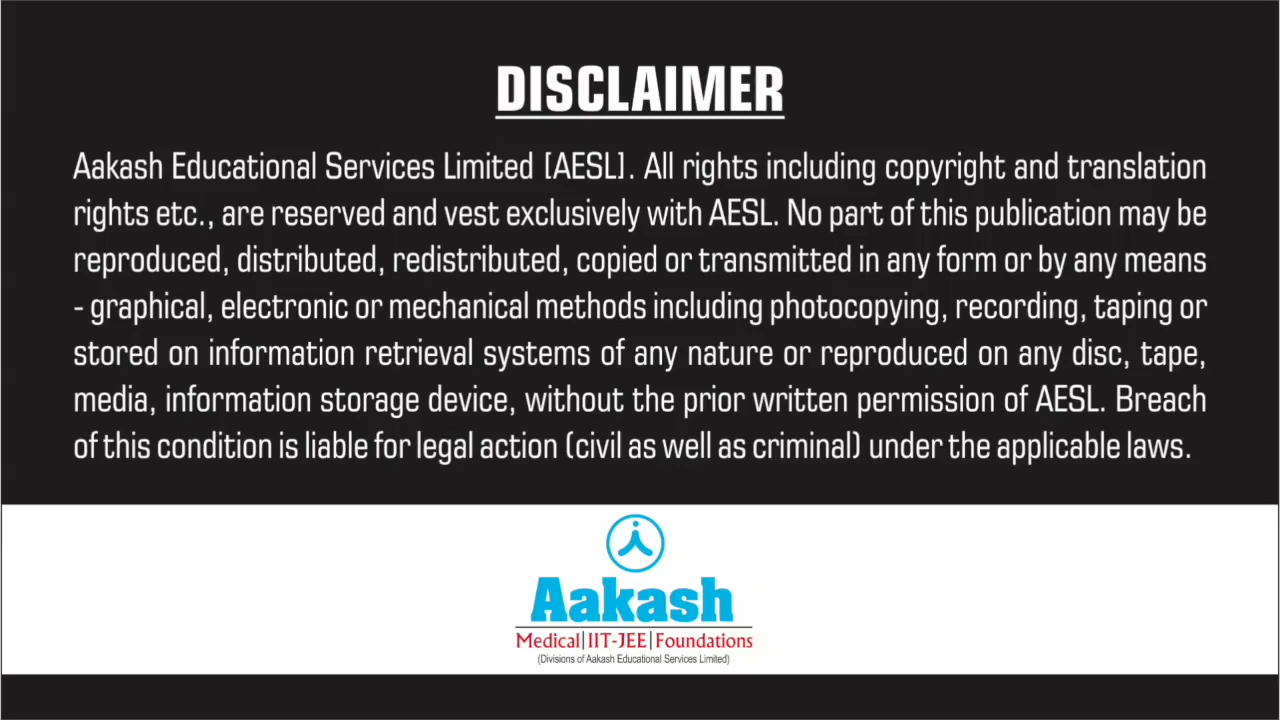 DISCLAIMER
Aakash Educational Services Limited [AESL]. All rights including copyright and translation
rights etc., are reserved and vest exclusively with AESL. No part of this publication may be
reproduced, distributed, redistributed, copied or transmitted in any form or by any means
- graphical, electronic or mechanical methods including photocopying, recording, taping or
stored on information retrieval systems of any nature or reproduced on any disc, tape,
media, information storage device, without the prior written permission of AESL. Breach
of this condition is liable for legal action (civil as well as criminal) under the applicable laws.
Aakash
Medical|IIT-JEE|Foundations
(Divisions of Aakash Educational Services Limited)